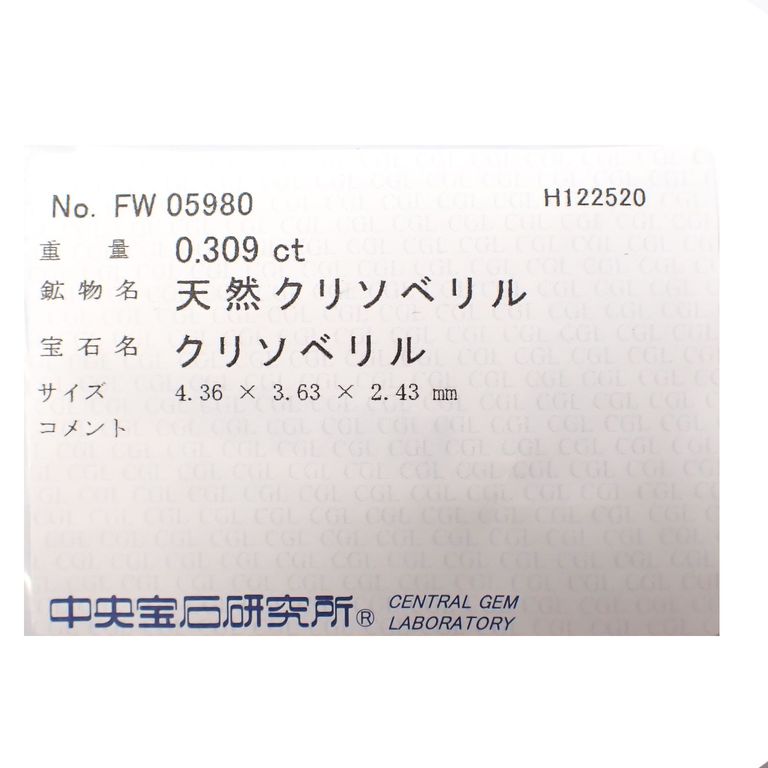 No. FW 05980 H122520
重量 0.309 ct
鉱物名 天然クリソベリル
宝石名 クリソベリル
サイズ 4.36 × 3.63 × 2.43 mm
コメント
中央宝石研究所® CENTRAL GEM
LABORATORY